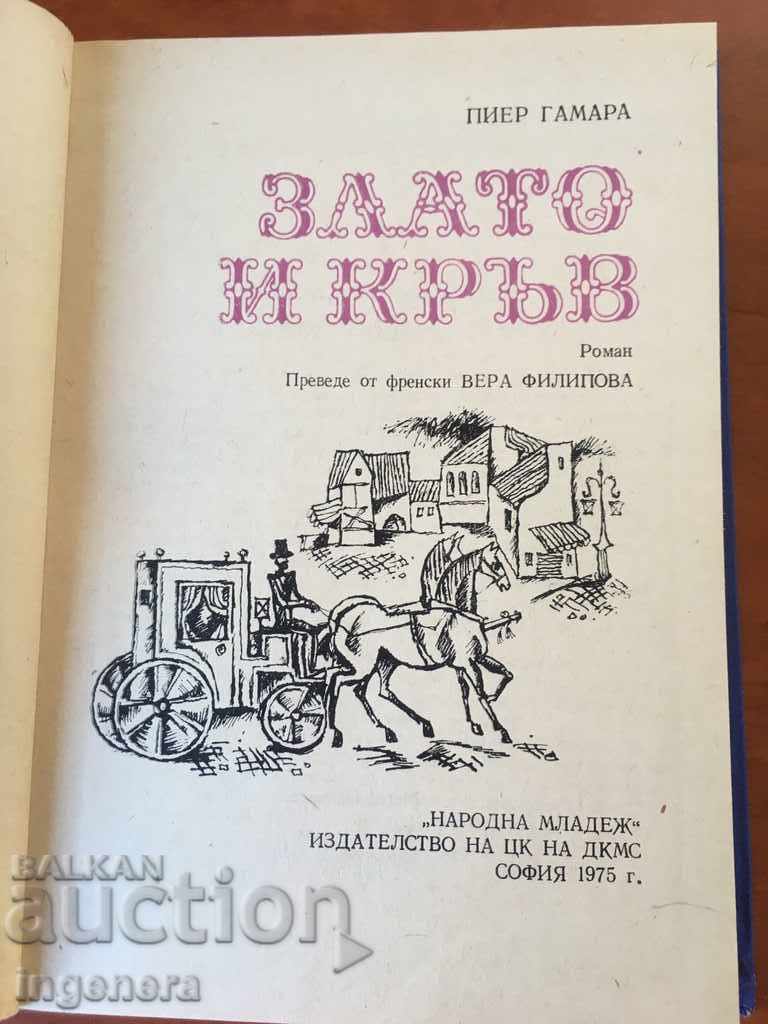 ПИЕР ГАМАРА
ЗЛАТО
И КРЪВ
Роман
Преведе от френски ВЕРА ФИЛИПОВА
„НАРОДНА МЛАДЕЖ“
ИЗДАТЕЛСТВО НА ЦК НА ДКМС
СОФИЯ 1975 г.
BALKAN
auction
ingenera